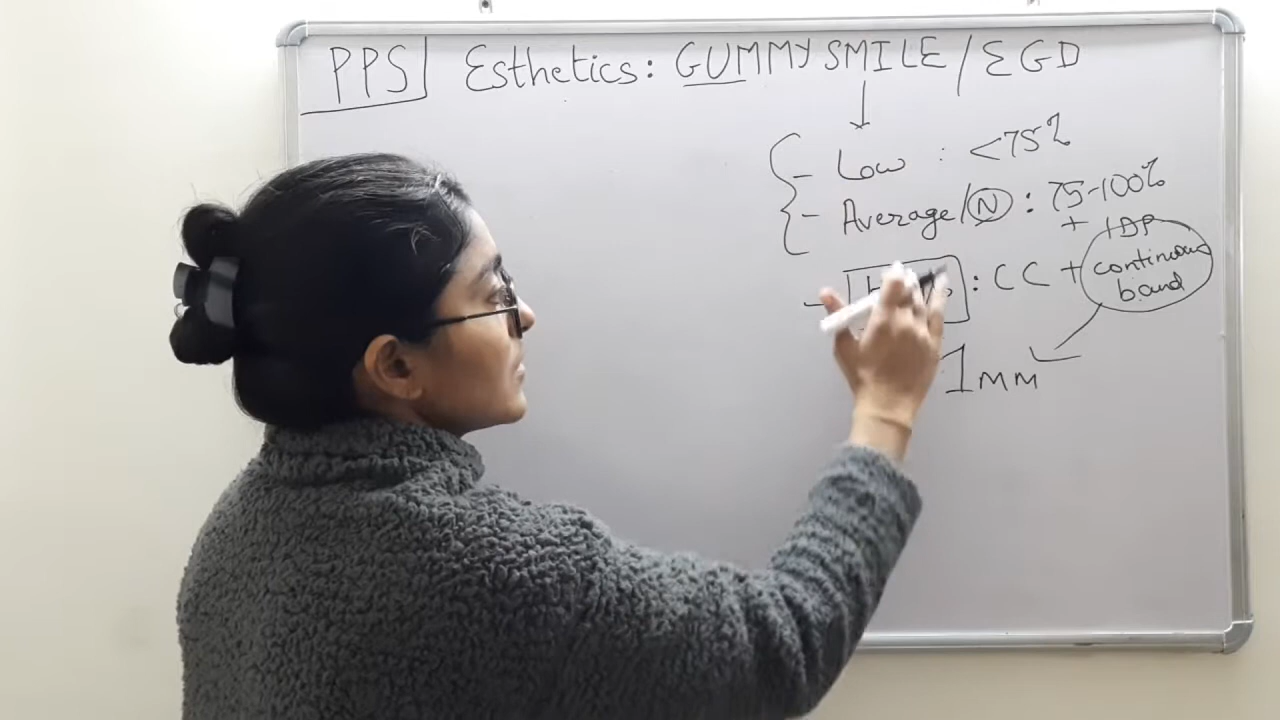 PPS Esthetics: GUMMY SMILE / EGD
- Low : <75%
- Average/N : 75-100%
+ IDP
- : CC + continuous band
1mm